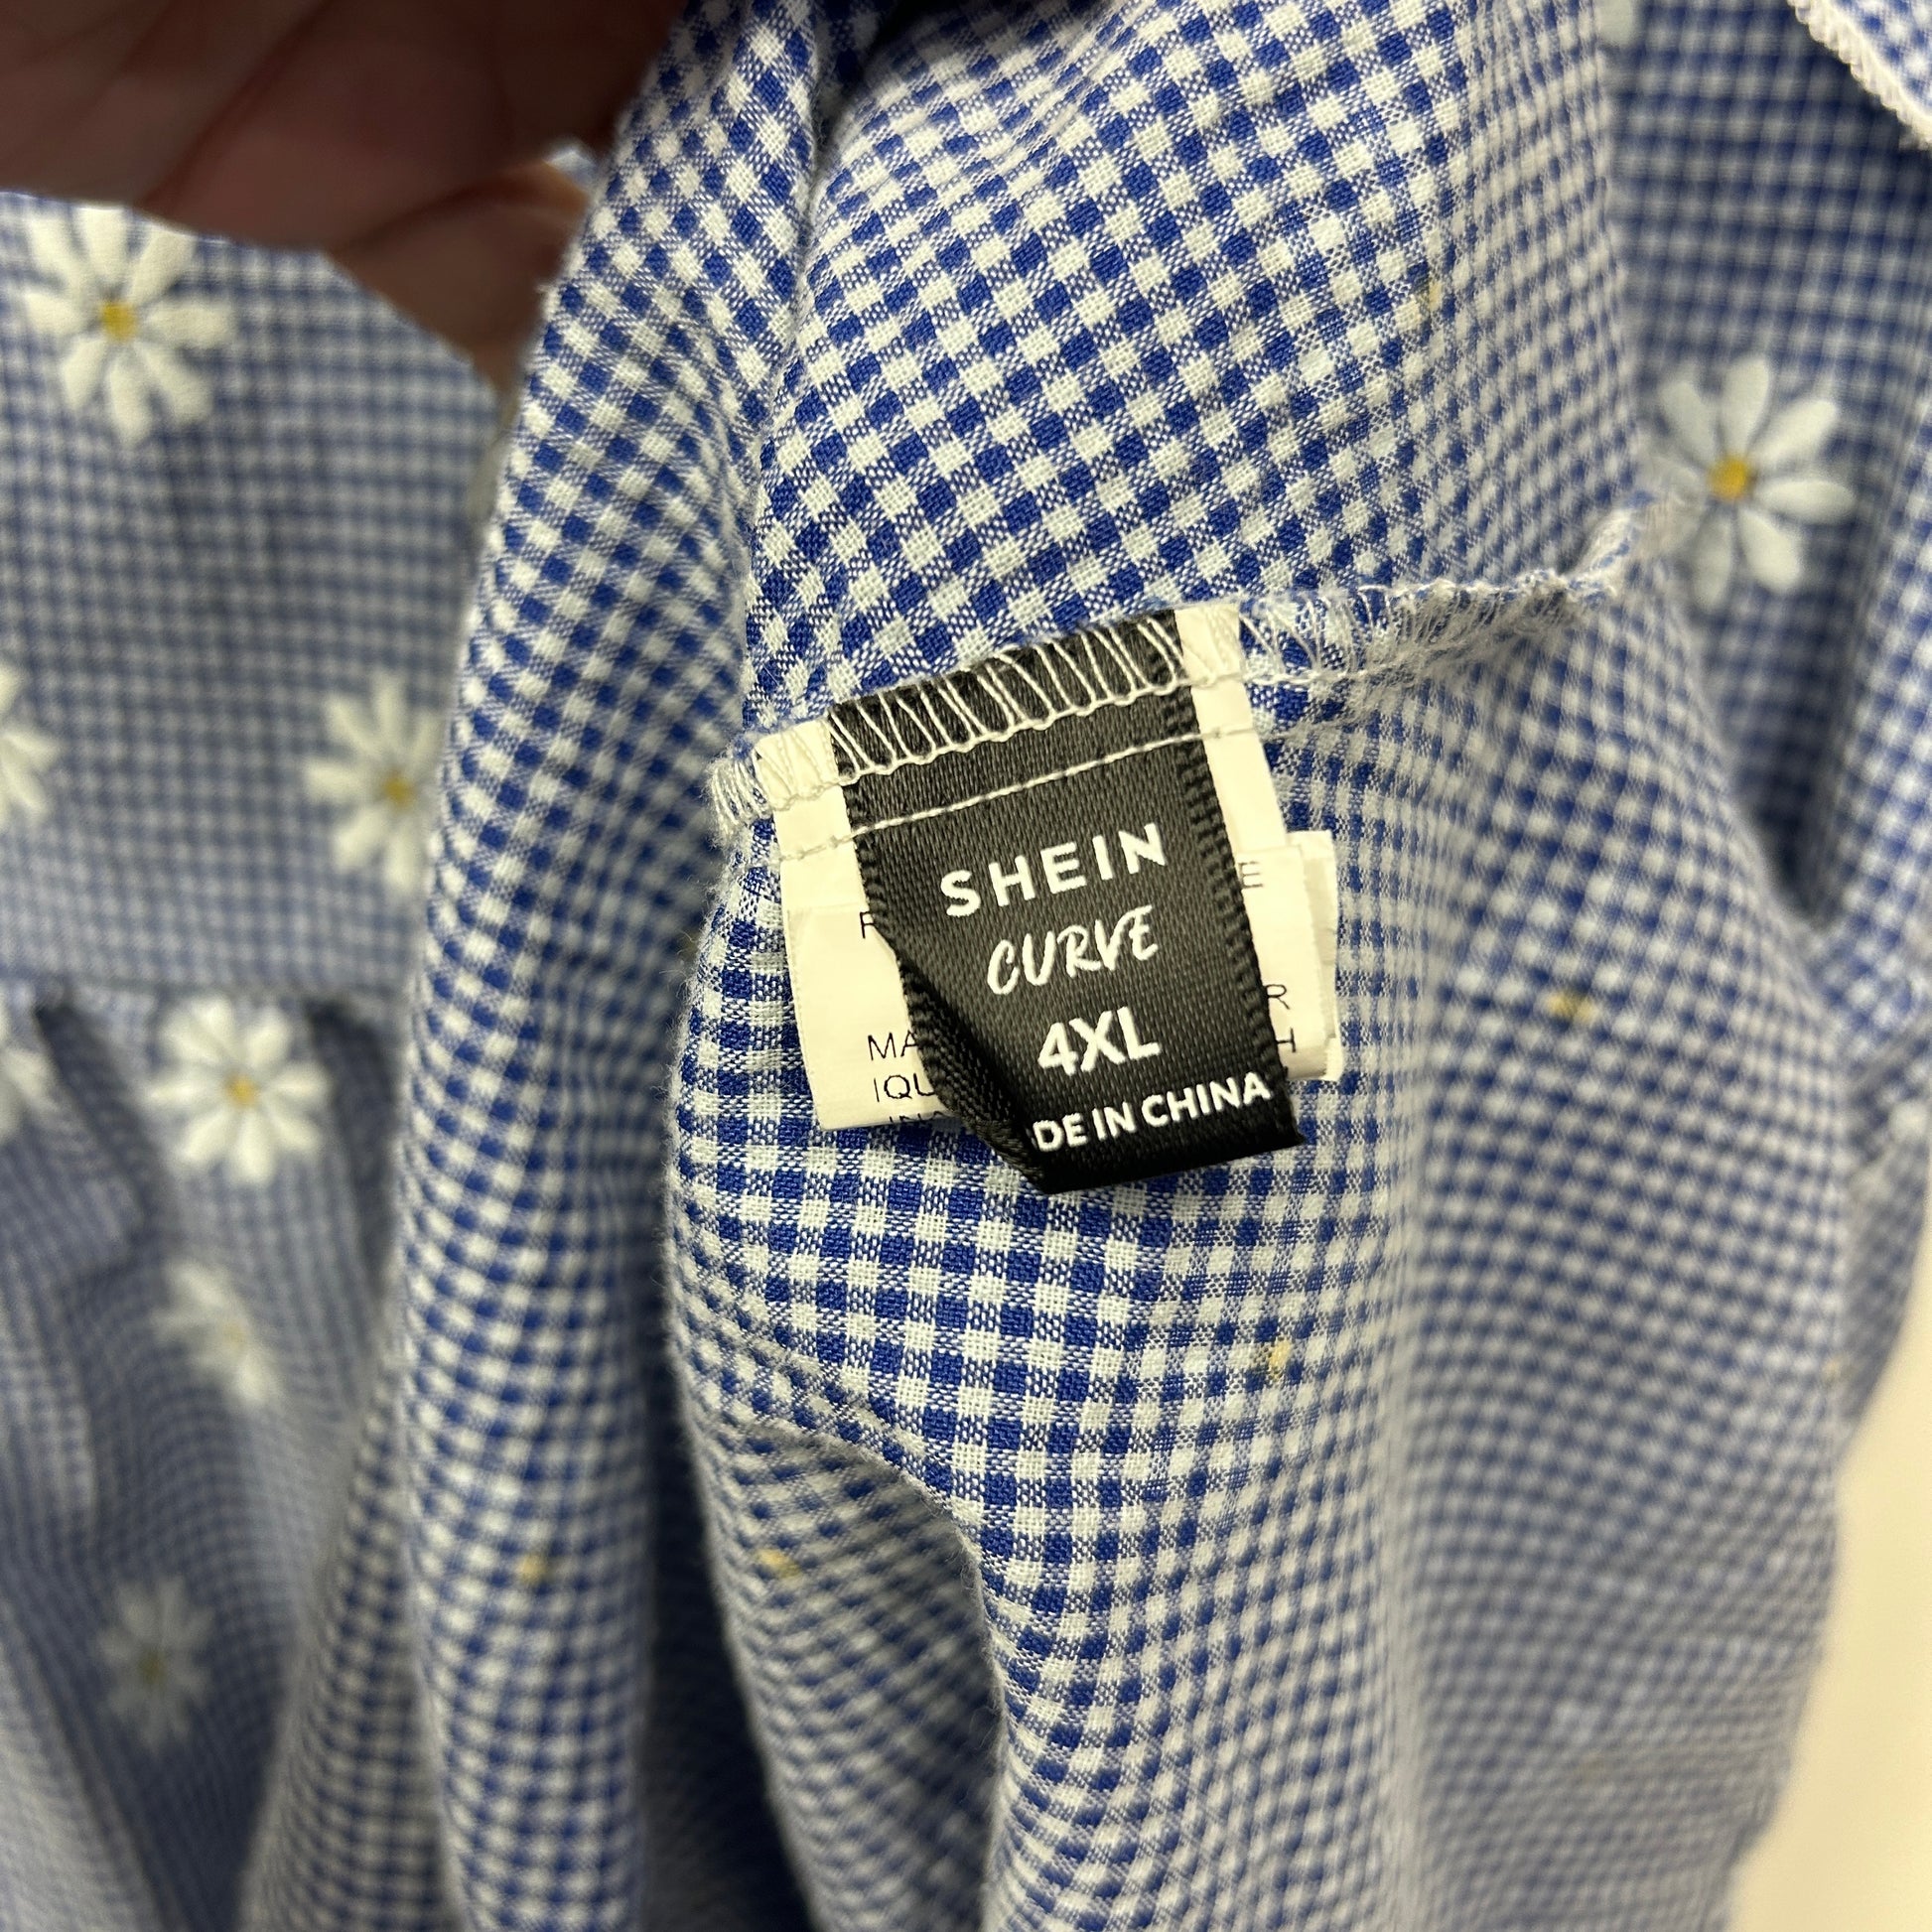 SHEIN
CURVE
4XL
DE IN CHINA